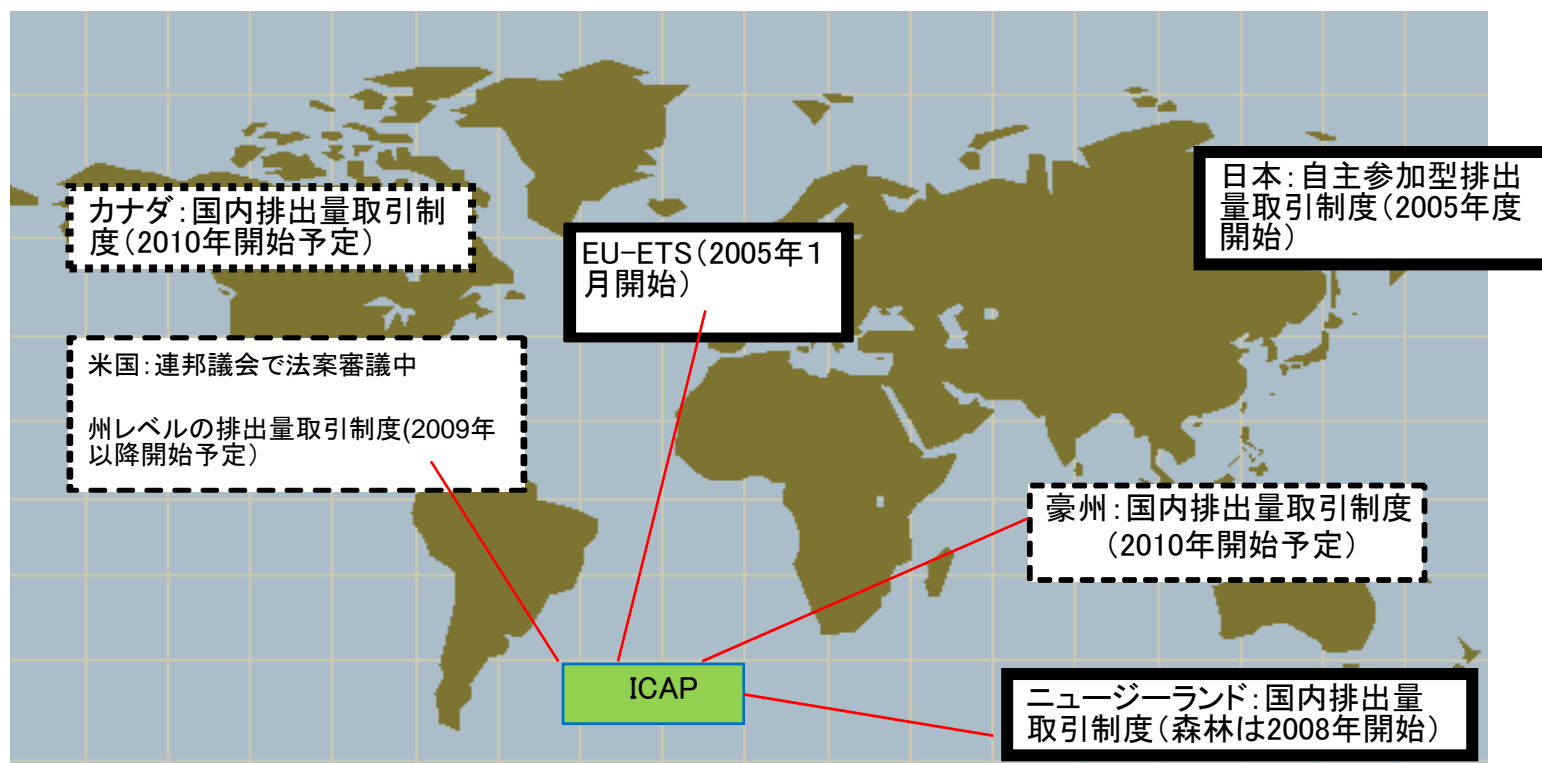 カナダ：国内排出量取引制
度（2010年開始予定）
EU-ETS（2005年１
月開始）
日本：自主参加型排出
量取引制度（2005年度
開始）
米国：連邦議会で法案審議中
州レベルの排出量取引制度(2009年
以降開始予定）
豪州：国内排出量取引制度
（2010年開始予定）
ICAP
ニュージーランド：国内排出量
取引制度（森林は2008年開始）